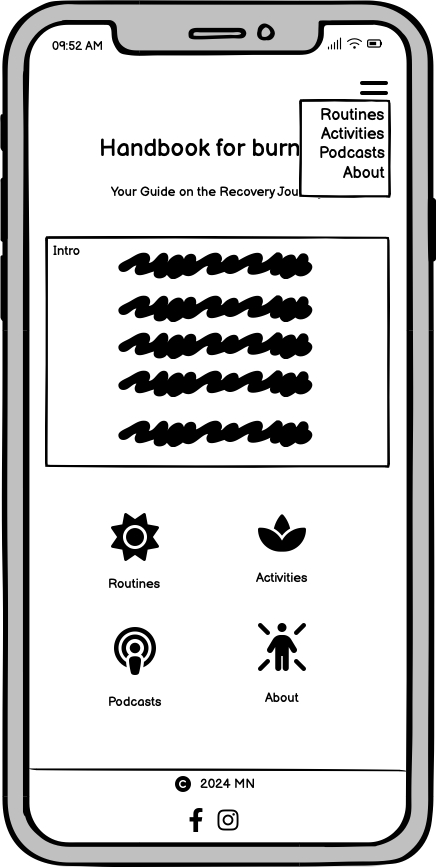 09:52 AM
Routines
Activities
Podcasts
About
Handbook for burn
Your Guide on the Recovery Jou
Intro
Routines
Activities
Podcasts
About
C 2024 MN